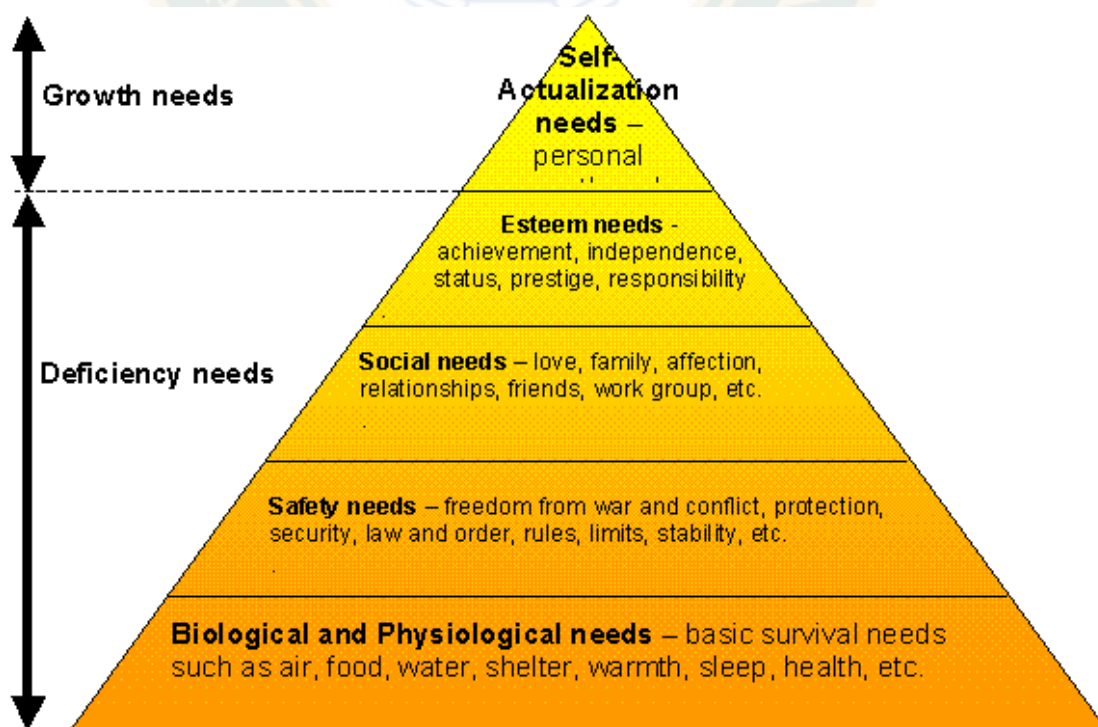 Growth needs
Self-
Actualization
needs –
personal
Esteem needs -
achievement, independence,
status, prestige, responsibility
Deficiency needs
Social needs – love, family, affection,
relationships, friends, work group, etc.
Safety needs – freedom from war and conflict, protection,
security, law and order, rules, limits, stability, etc.
Biological and Physiological needs – basic survival needs
such as air, food, water, shelter, warmth, sleep, health, etc.